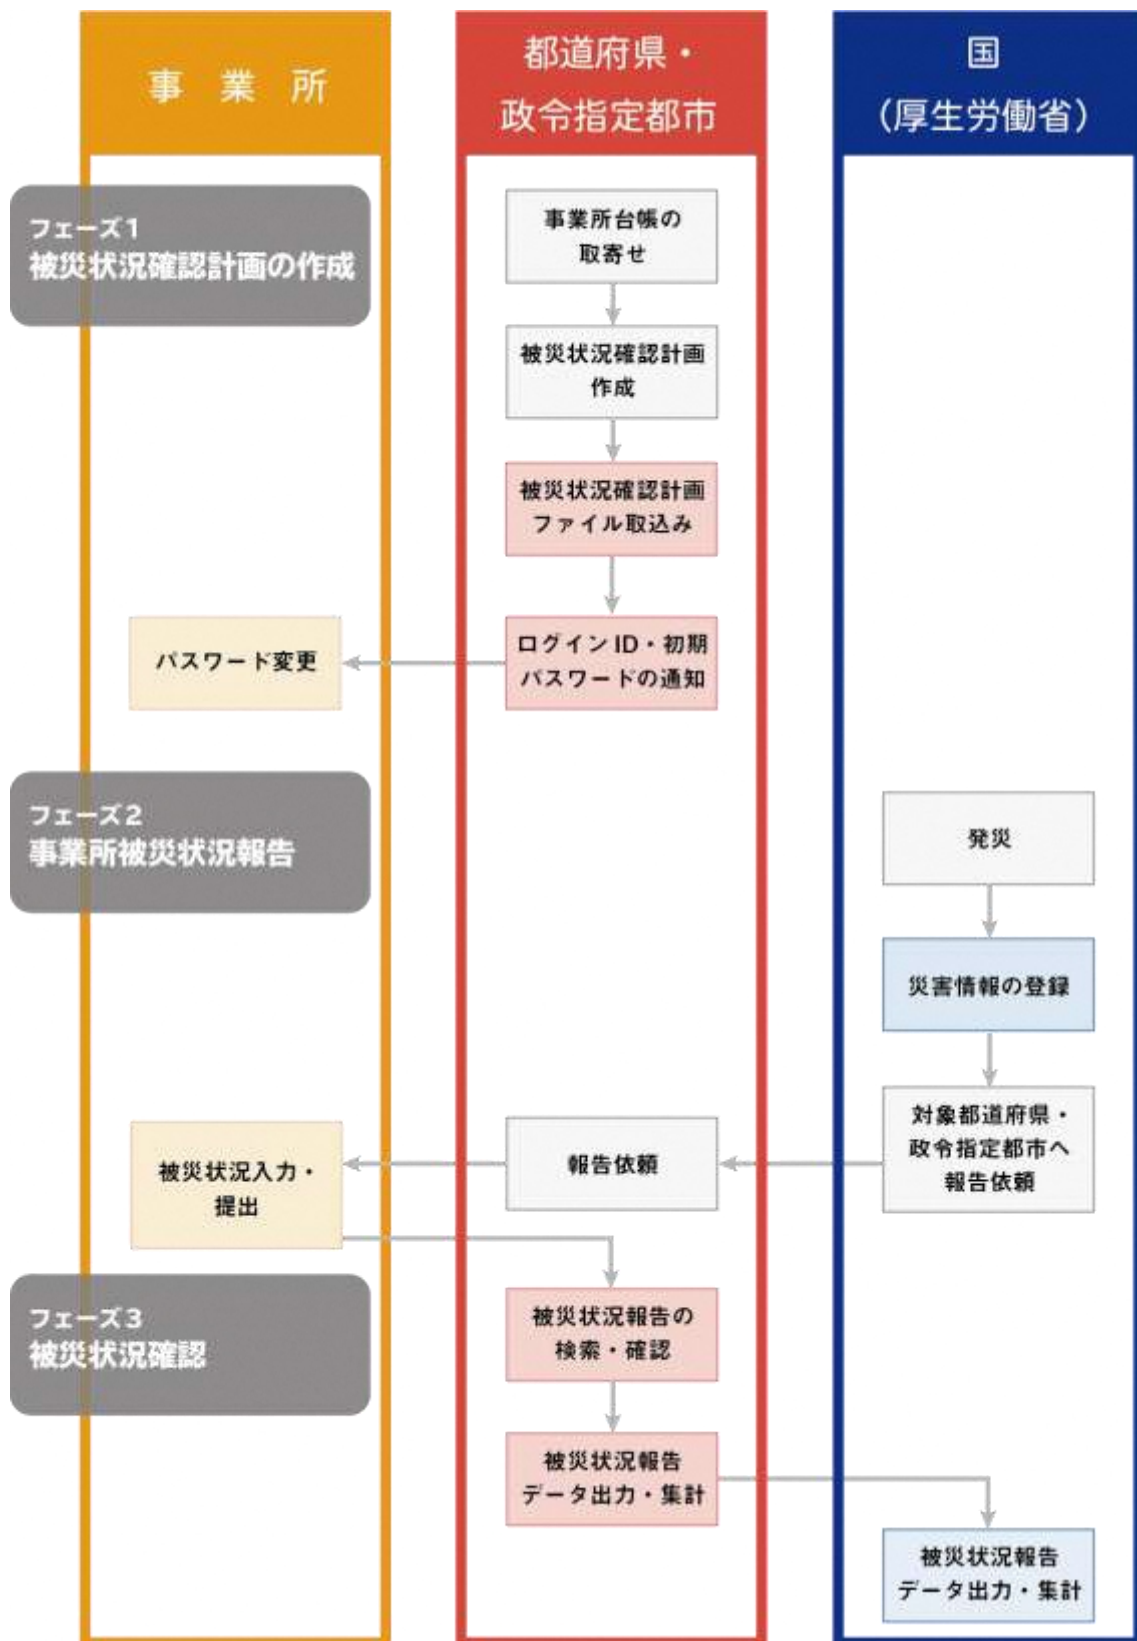 事 業 所
都道府県・
政令指定都市
国
（厚生労働省）
フェーズ1
被災状況確認計画の作成
事業所台帳の
取寄せ
被災状況確認計画
作成
被災状況確認計画
ファイル取込み
ログイン ID・初期
パスワードの通知
パスワード変更
フェーズ2
事業所被災状況報告
発災
災害情報の登録
対象都道府県・
政令指定都市へ
報告依頼
報告依頼
被災状況入力・
提出
フェーズ3
被災状況確認
被災状況報告の
検索・確認
被災状況報告
データ出力・集計
被災状況報告
データ出力・集計